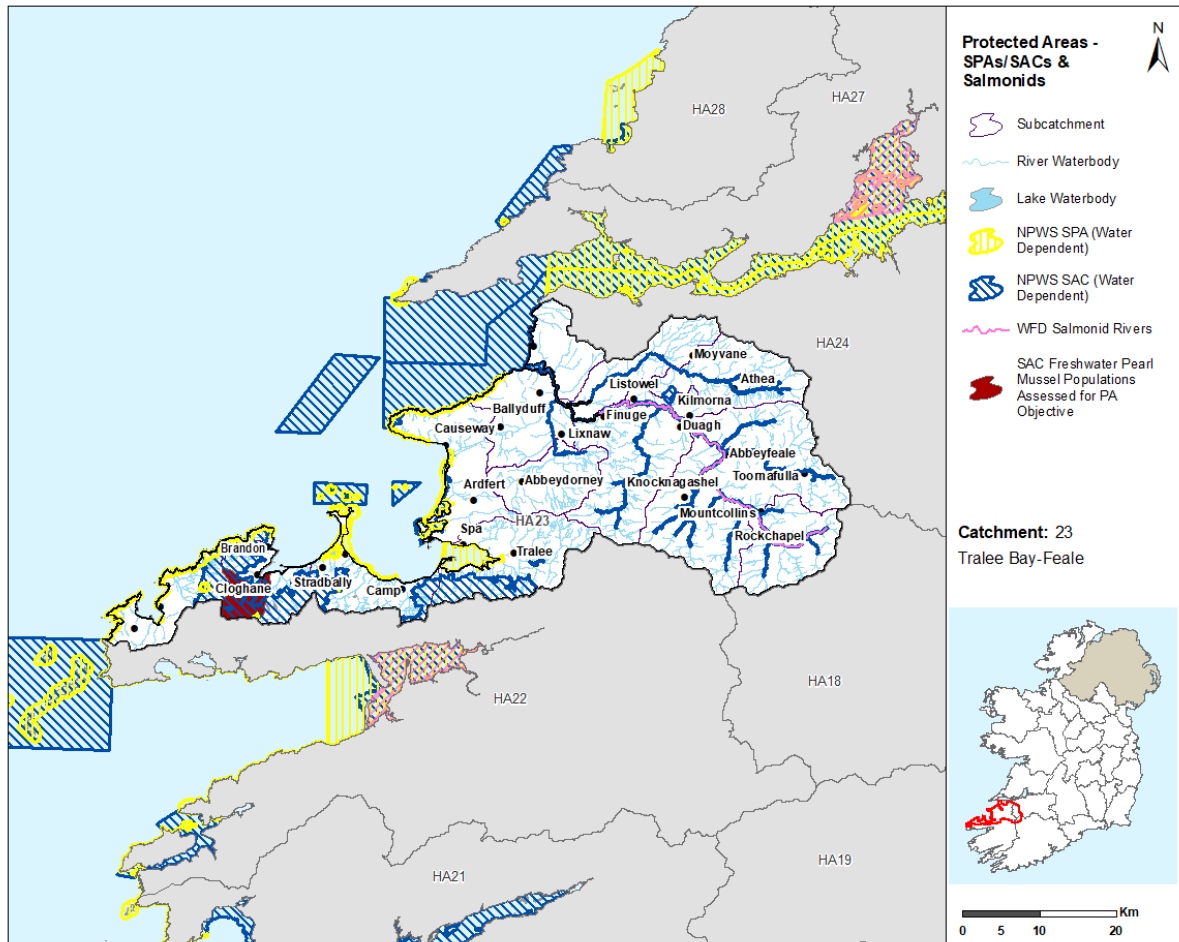 HA28
HA27
HA24
Moyvane
Athea
Listowel
Kilmorna
Ballyduff
Finuge
Duagh
Causeway
Lixnaw
Abbeyfeale
Toornafulla
Ardfert
Abbeydorney
Knocknagashel
Mountcollins
Spa
HA23
Rockchapel
Brandon
Tralee
Stradbally
Cloghane
Camp
HA22
HA18
HA21
HA19
N
Protected Areas -
SPAs/SACs &
Salmonids
Subcatchment
River Waterbody
Lake Waterbody
NPWS SPA (Water
Dependent)
NPWS SAC (Water
Dependent)
WFD Salmonid Rivers
SAC Freshwater Pearl
Mussel Populations
Assessed for PA
Objective
Catchment: 23
Tralee Bay-Feale
Km
0 5 10 20